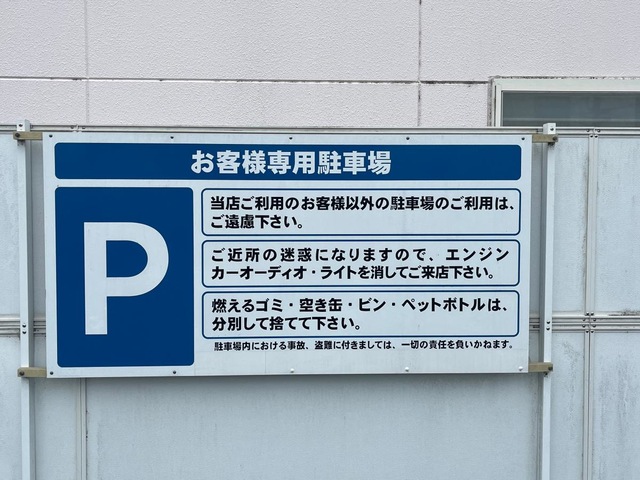 お客様専用駐車場
P
当店ご利用のお客様以外の駐車場のご利用は、
ご遠慮下さい。
ご近所の迷惑になりますので、エンジン
カーオーディオ・ライトを消してご来店下さい。
燃えるゴミ・空き缶・ビン・ペットボトルは、
分別して捨てて下さい。
駐車場内における事故、盗難に付きましては、一切の責任を負いかねます。